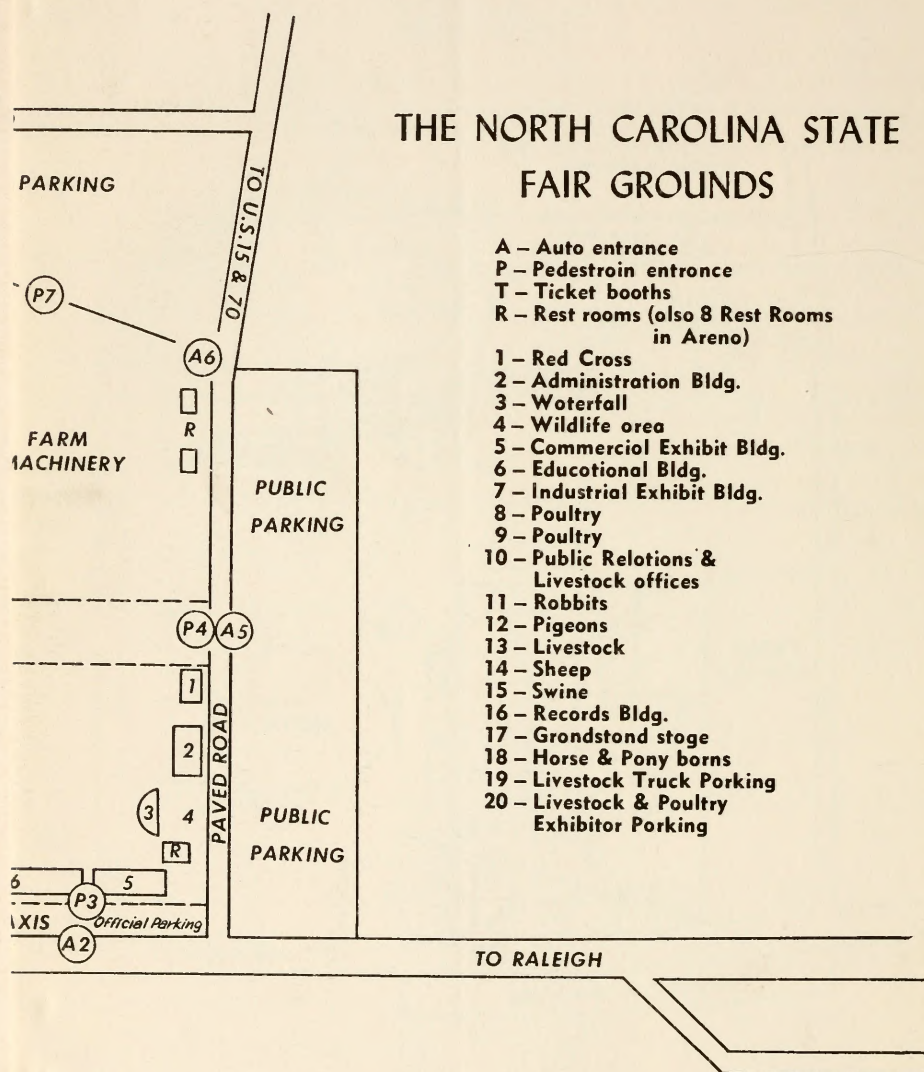 THE NORTH CAROLINA STATE
FAIR GROUNDS
A – Auto entrance
P – Pedestroin entronce
T – Ticket booths
R – Rest rooms (olso 8 Rest Rooms
in Areno)
1 – Red Cross
2 – Administration Bldg.
3 – Woterfall
4 – Wildlife oreo
5 – Commerciol Exhibit Bldg.
6 – Educotional Bldg.
7 – Industrial Exhibit Bldg.
8 – Poultry
9 – Poultry
10 – Public Relotions &
Livestock offices
11 – Robbits
12 – Pigeons
13 – Livestock
14 – Sheep
15 – Swine
16 – Records Bldg.
17 – Grondstond stoge
18 – Horse & Pony borns
19 – Livestock Truck Porking
20 – Livestock & Poultry
Exhibitor Porking
PARKING
TO U.S. 15 & 70
P7
A6
R
FARM
MACHINERY
PUBLIC
PARKING
P4
A5
1
2
PAVED ROAD
3
4
R
PUBLIC
PARKING
6
5
P3
AXIS
Official Parking
A2
TO RALEIGH